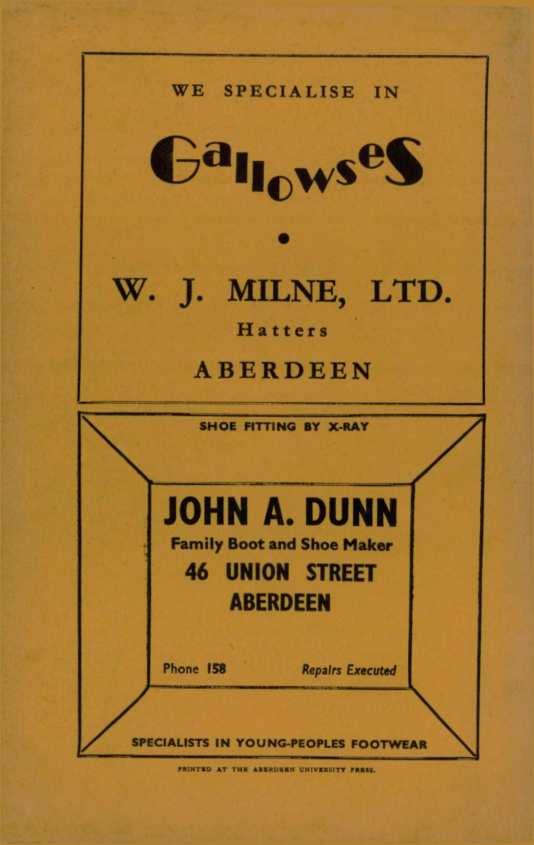 WE SPECIALISE IN
Gallowses
W. J. MILNE, LTD.
Hatters
ABERDEEN
SHOE FITTING BY X-RAY
JOHN A. DUNN
Family Boot and Shoe Maker
46 UNION STREET
ABERDEEN
Phone 158 Repairs Executed
SPECIALISTS IN YOUNG-PEOPLES FOOTWEAR
PRINTED AT THE ABERDEEN UNIVERSITY PRESS.